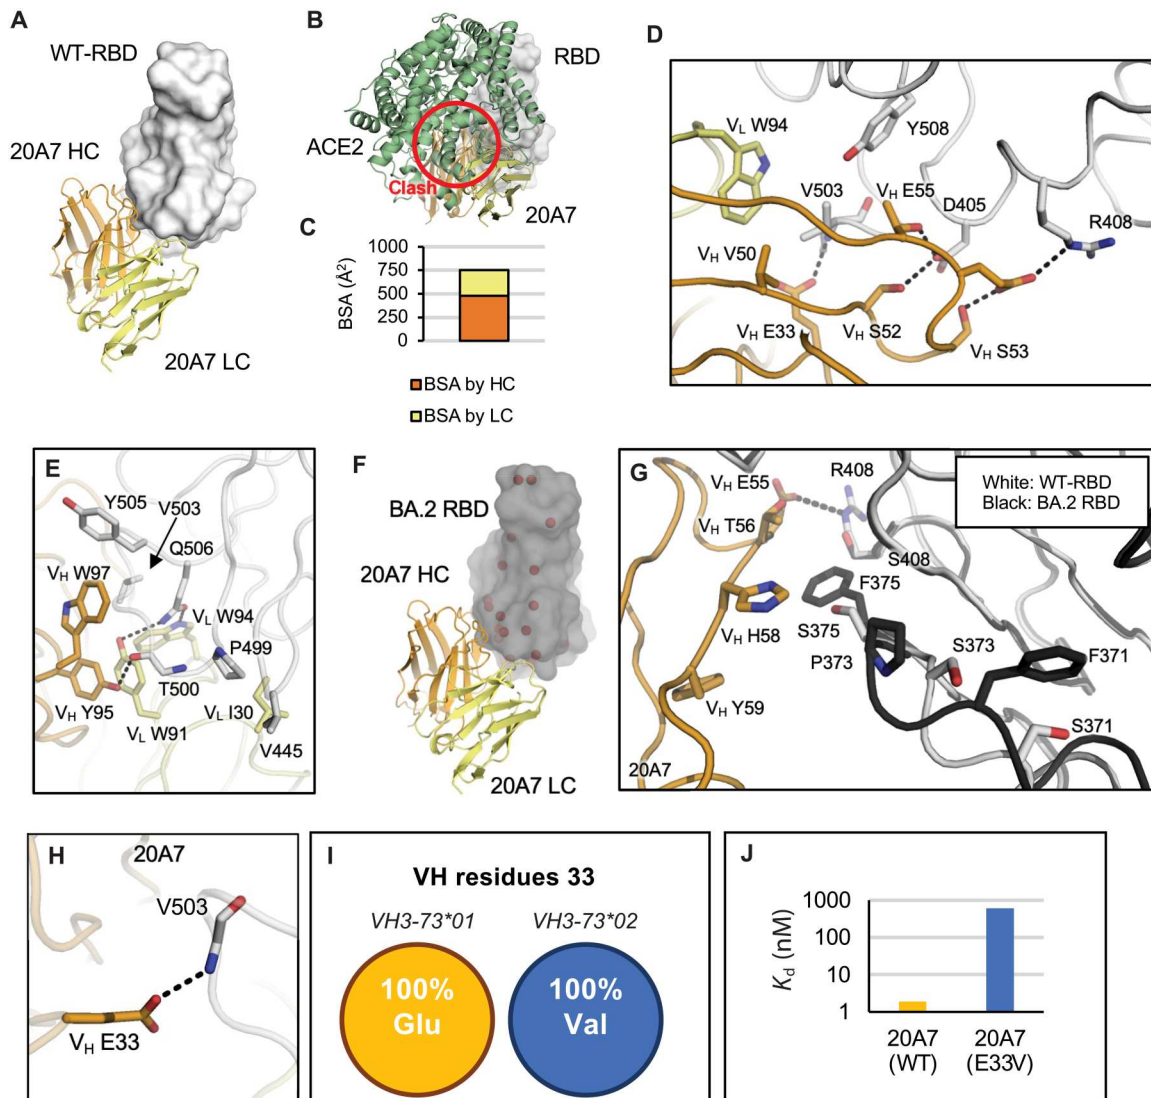 A
WT-RBD
20A7 HC
20A7 LC
B
RBD
ACE2
Clash
20A7
C
BSA (Å²)
1000
750
500
250
0
BSA by HC
BSA by LC
D
VL W94
Y508
V503
VH E55
D405
R408
VH V50
VH E33
VH S52
VH S53
E
Y505
V503
Q506
VH W97
VL W94
P499
T500
VH Y95
VL I30
VL W91
V445
F
BA.2 RBD
20A7 HC
20A7 LC
G
VH E55
R408
White: WT-RBD
Black: BA.2 RBD
VH T56
S408
F375
VH H58
S375
S373
F371
P373
VH Y59
S371
20A7
H
20A7
V503
VH E33
I
VH residues 33
VH3-73*01
VH3-73*02
100%
Glu
100%
Val
J
Kd (nM)
1000
100
10
1
20A7
(WT)
20A7
(E33V)